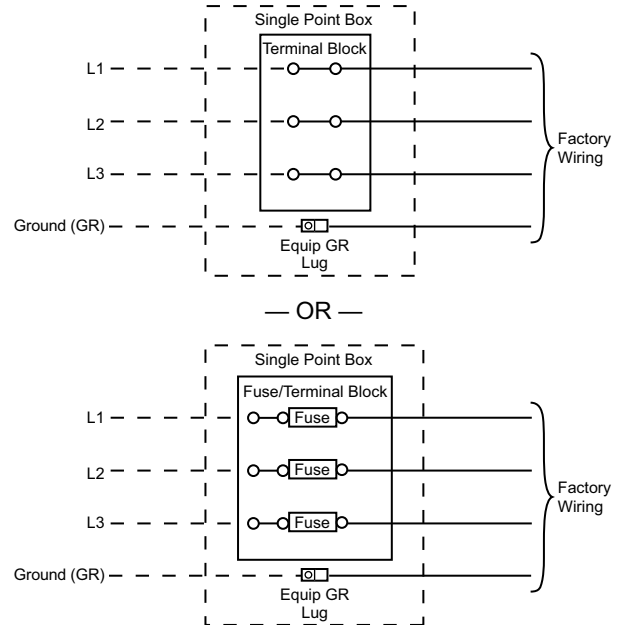 Single Point Box
Terminal Block
L1
L2
L3
Ground (GR)
Equip GR
Lug
Factory
Wiring
— OR —
Single Point Box
Fuse/Terminal Block
L1
Fuse
L2
Fuse
L3
Fuse
Ground (GR)
Equip GR
Lug
Factory
Wiring